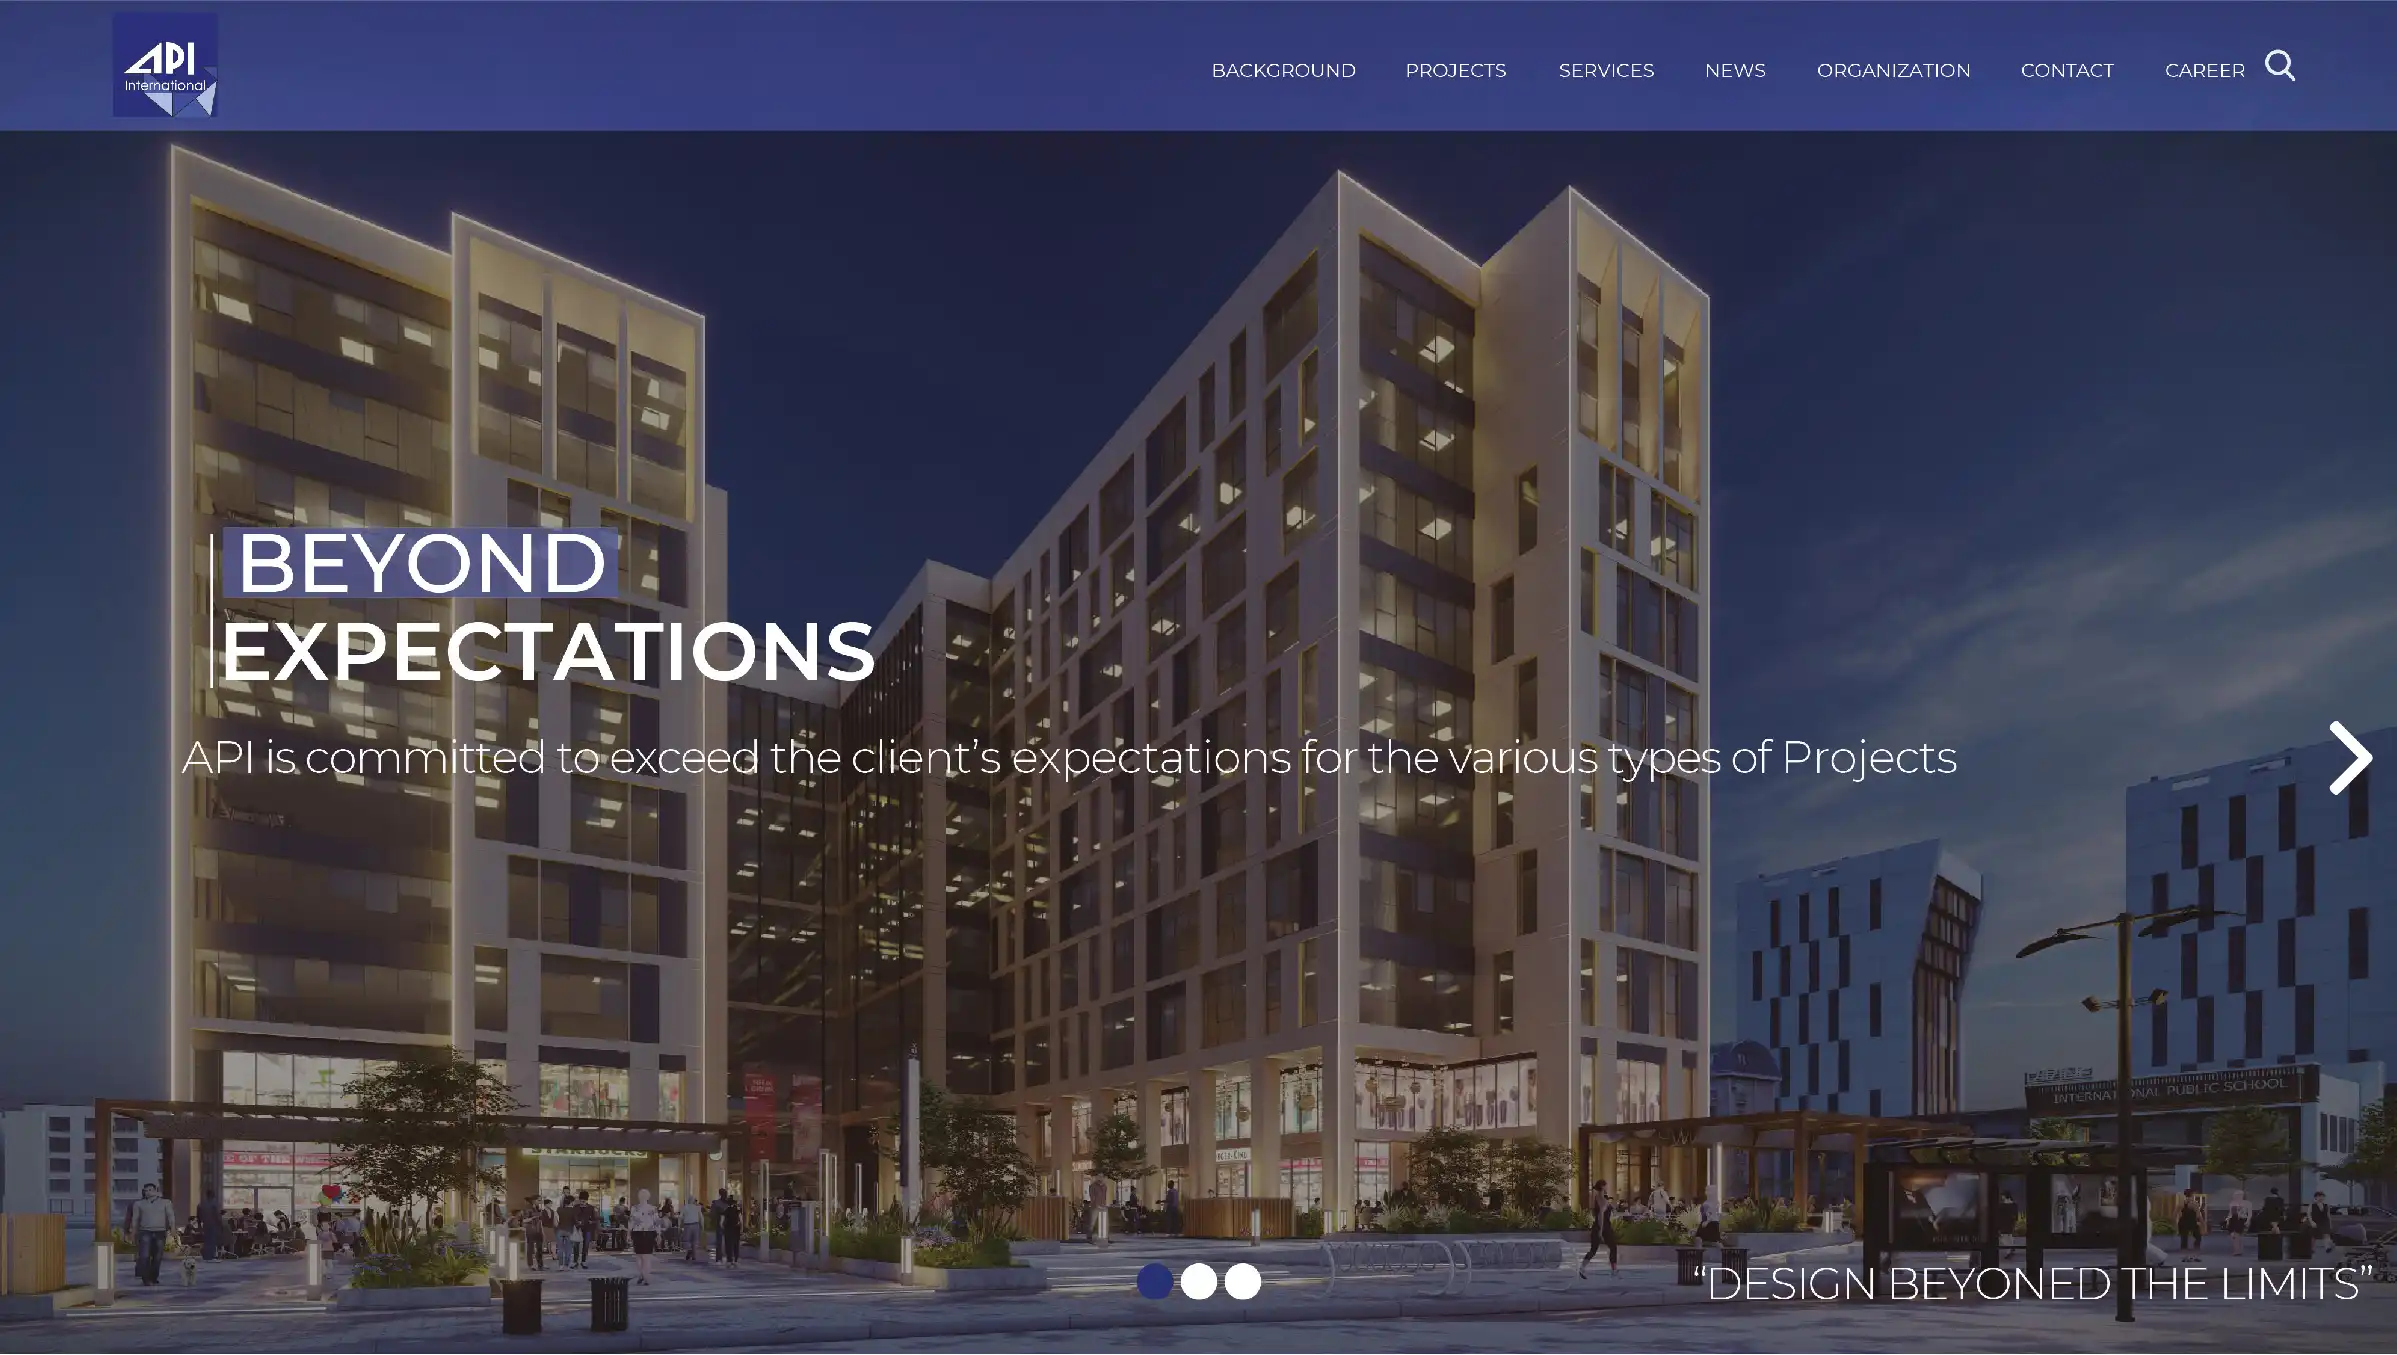 API
International
BACKGROUND PROJECTS SERVICES NEWS ORGANIZATION CONTACT CAREER
BEYOND
EXPECTATIONS
API is committed to exceed the client’s expectations for the various types of Projects
INTERNATIONAL PUBLIC SCHOOL
STARBUCKS
“DESIGN BEYONED THE LIMITS”